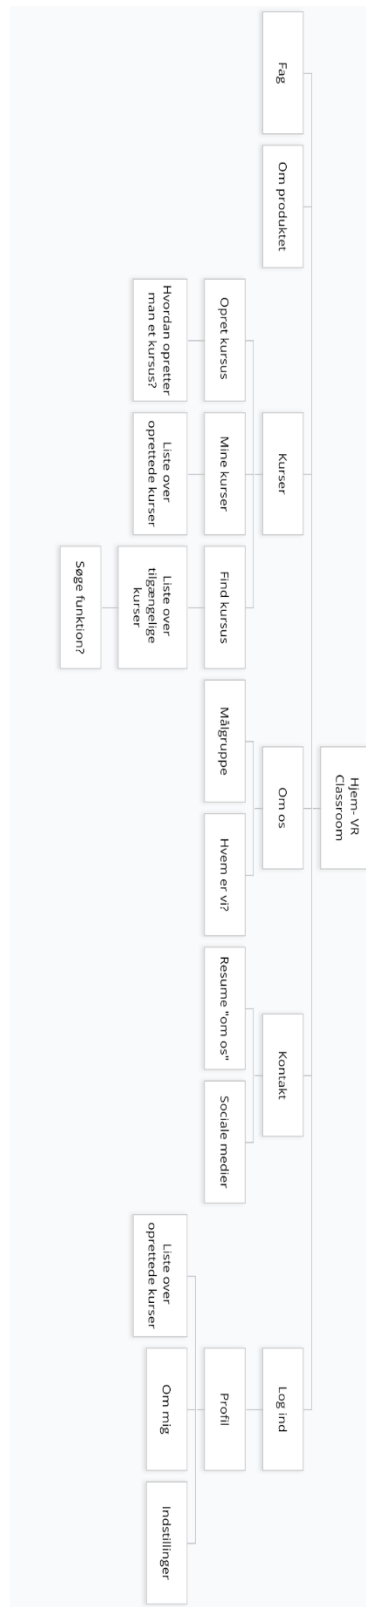 Hjem- VR
Classroom
Fag
Om produktet
Kurser
Om os
Kontakt
Log ind
Opret kursus
Mine kurser
Find kursus
Målgruppe
Hvem er vi?
Resume "om os"
Sociale medier
Profil
Hvordan opretter
man et kursus?
Liste over
oprettede kurser
Liste over
tilgængelige
kurser
Liste over
oprettede kurser
Om mig
Indstillinger
Søge funktion?